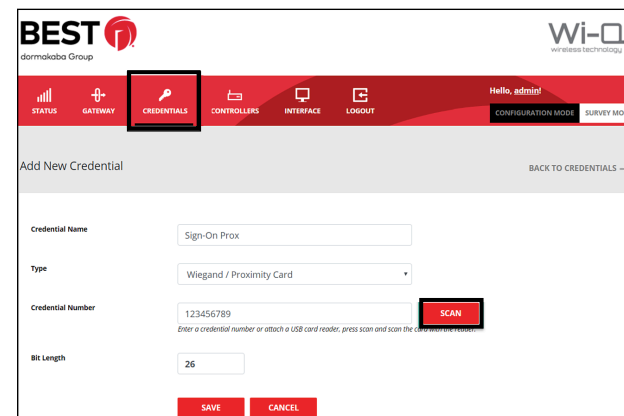 BEST
dormakaba Group
Wi-Q
wireless technology
STATUS
GATEWAY
CREDENTIALS
CONTROLLERS
INTERFACE
LOGOUT
Hello, admin!
CONFIGURATION MODE
SURVEY MO
Add New Credential
BACK TO CREDENTIALS
Credential Name
Sign-On Prox
Type
Wiegand / Proximity Card
Credential Number
123456789
SCAN
Enter a credential number or attach a USB card reader, press scan and scan the card with the reader.
Bit Length
26
SAVE
CANCEL